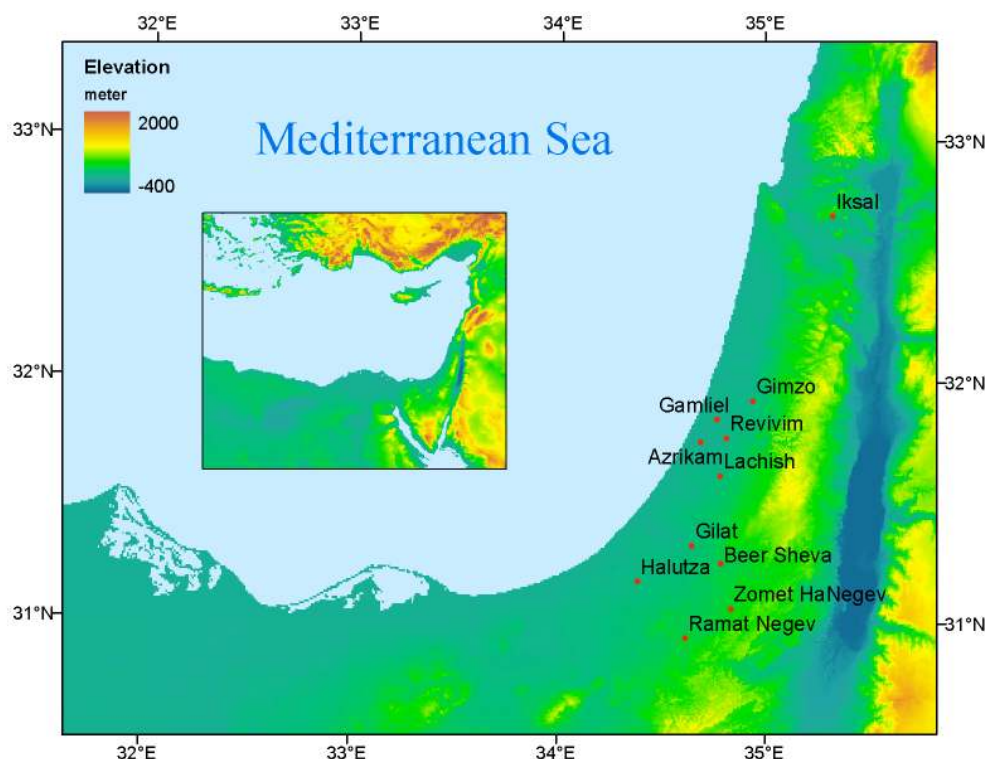 32°E 33°E 34°E 35°E
Elevation
meter
2000
-400
Mediterranean Sea
33°N 33°N
Iksal
32°N 32°N
Gimzo
Gamliel
Revivim
Azrikam
Lachish
Gilat
Beer Sheva
Halutza
Zomet HaNegev
31°N 31°N
Ramat Negev
32°E 33°E 34°E 35°E